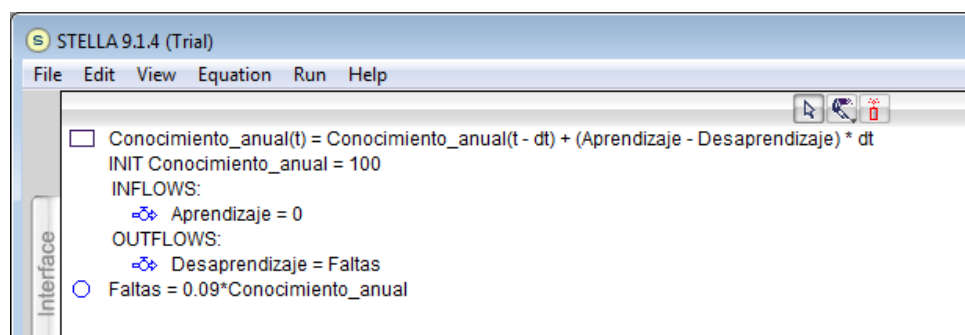 STELLA 9.1.4 (Trial)
File Edit View Equation Run Help
Conocimiento_anual(t) = Conocimiento_anual(t - dt) + (Aprendizaje - Desaprendizaje) * dt
INIT Conocimiento_anual = 100
INFLOWS:
Aprendizaje = 0
OUTFLOWS:
Desaprendizaje = Faltas
Faltas = 0.09*Conocimiento_anual
Interface